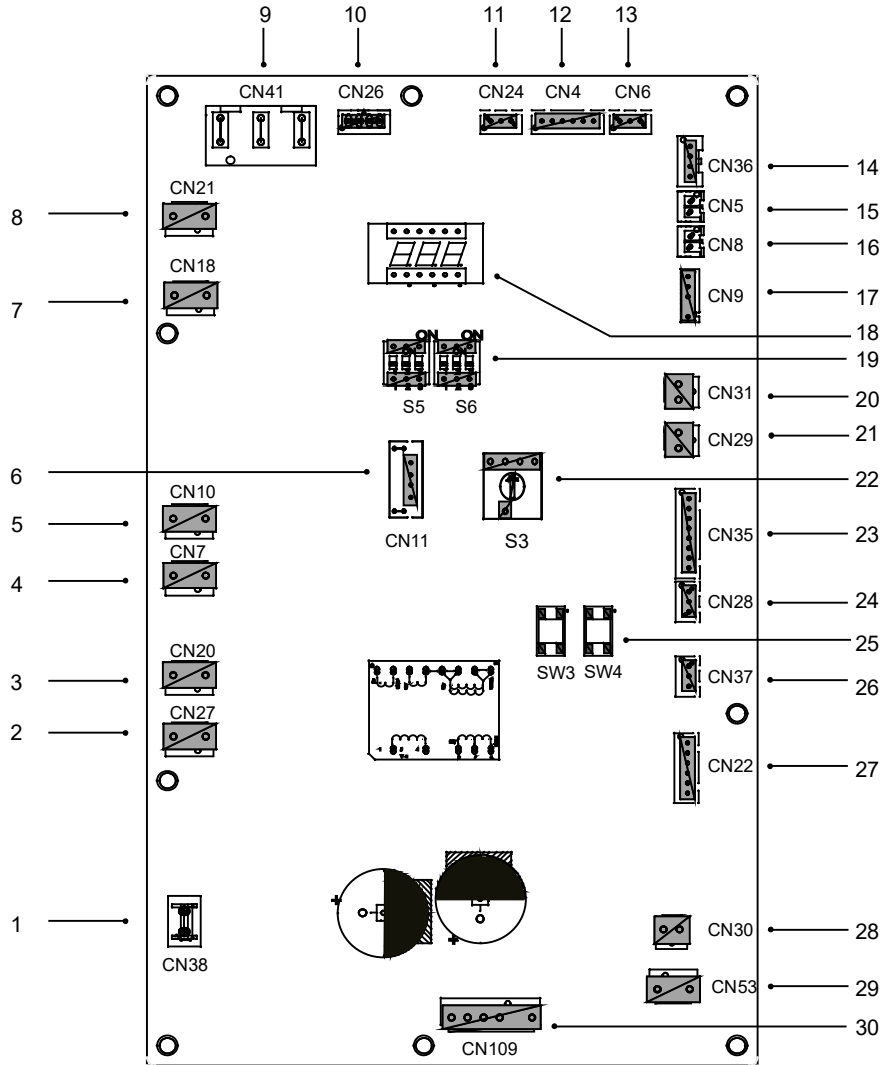 9 10 11 12 13
CN41 CN26 CN24 CN4 CN6
CN36 14
CN21 CN5 15
8 CN8 16
CN18 CN9 17
7 18
ON ON 19
CN31 20
S5 S6 CN29 21
6 22
CN10 CN11 S3 CN35 23
5
CN7
4 CN28 24
25
CN20 SW3 SW4 CN37 26
3
CN27
2 CN22 27
+
1 CN30 28
CN38 +
CN53 29
30
CN109